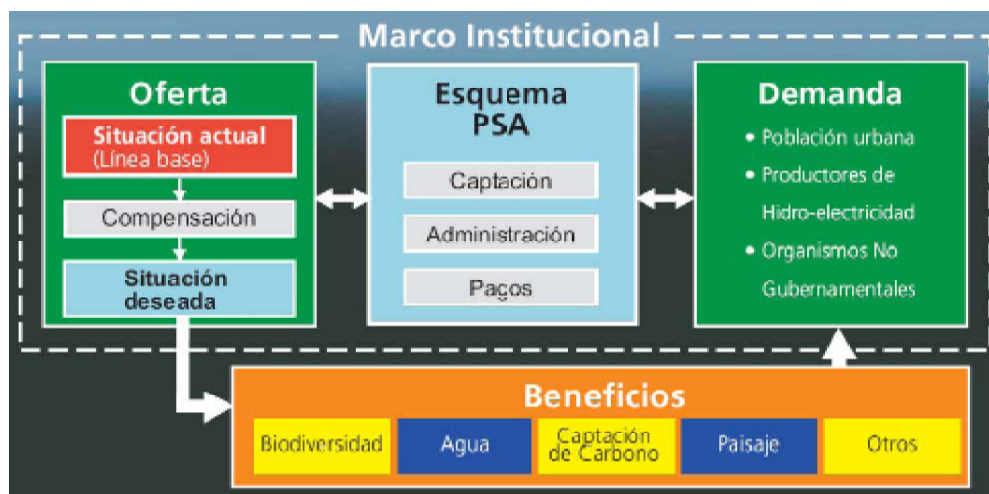 Marco Institucional
Oferta
Situación actual
(Línea base)
Compensación
Situación
deseada
Esquema
PSA
Captación
Administración
Pagos
Demanda
• Población urbana
• Productores de
Hidro-electricidad
• Organismos No
Gubernamentales
Beneficios
Biodiversidad
Agua
Captación
de Carbono
Paisaje
Otros